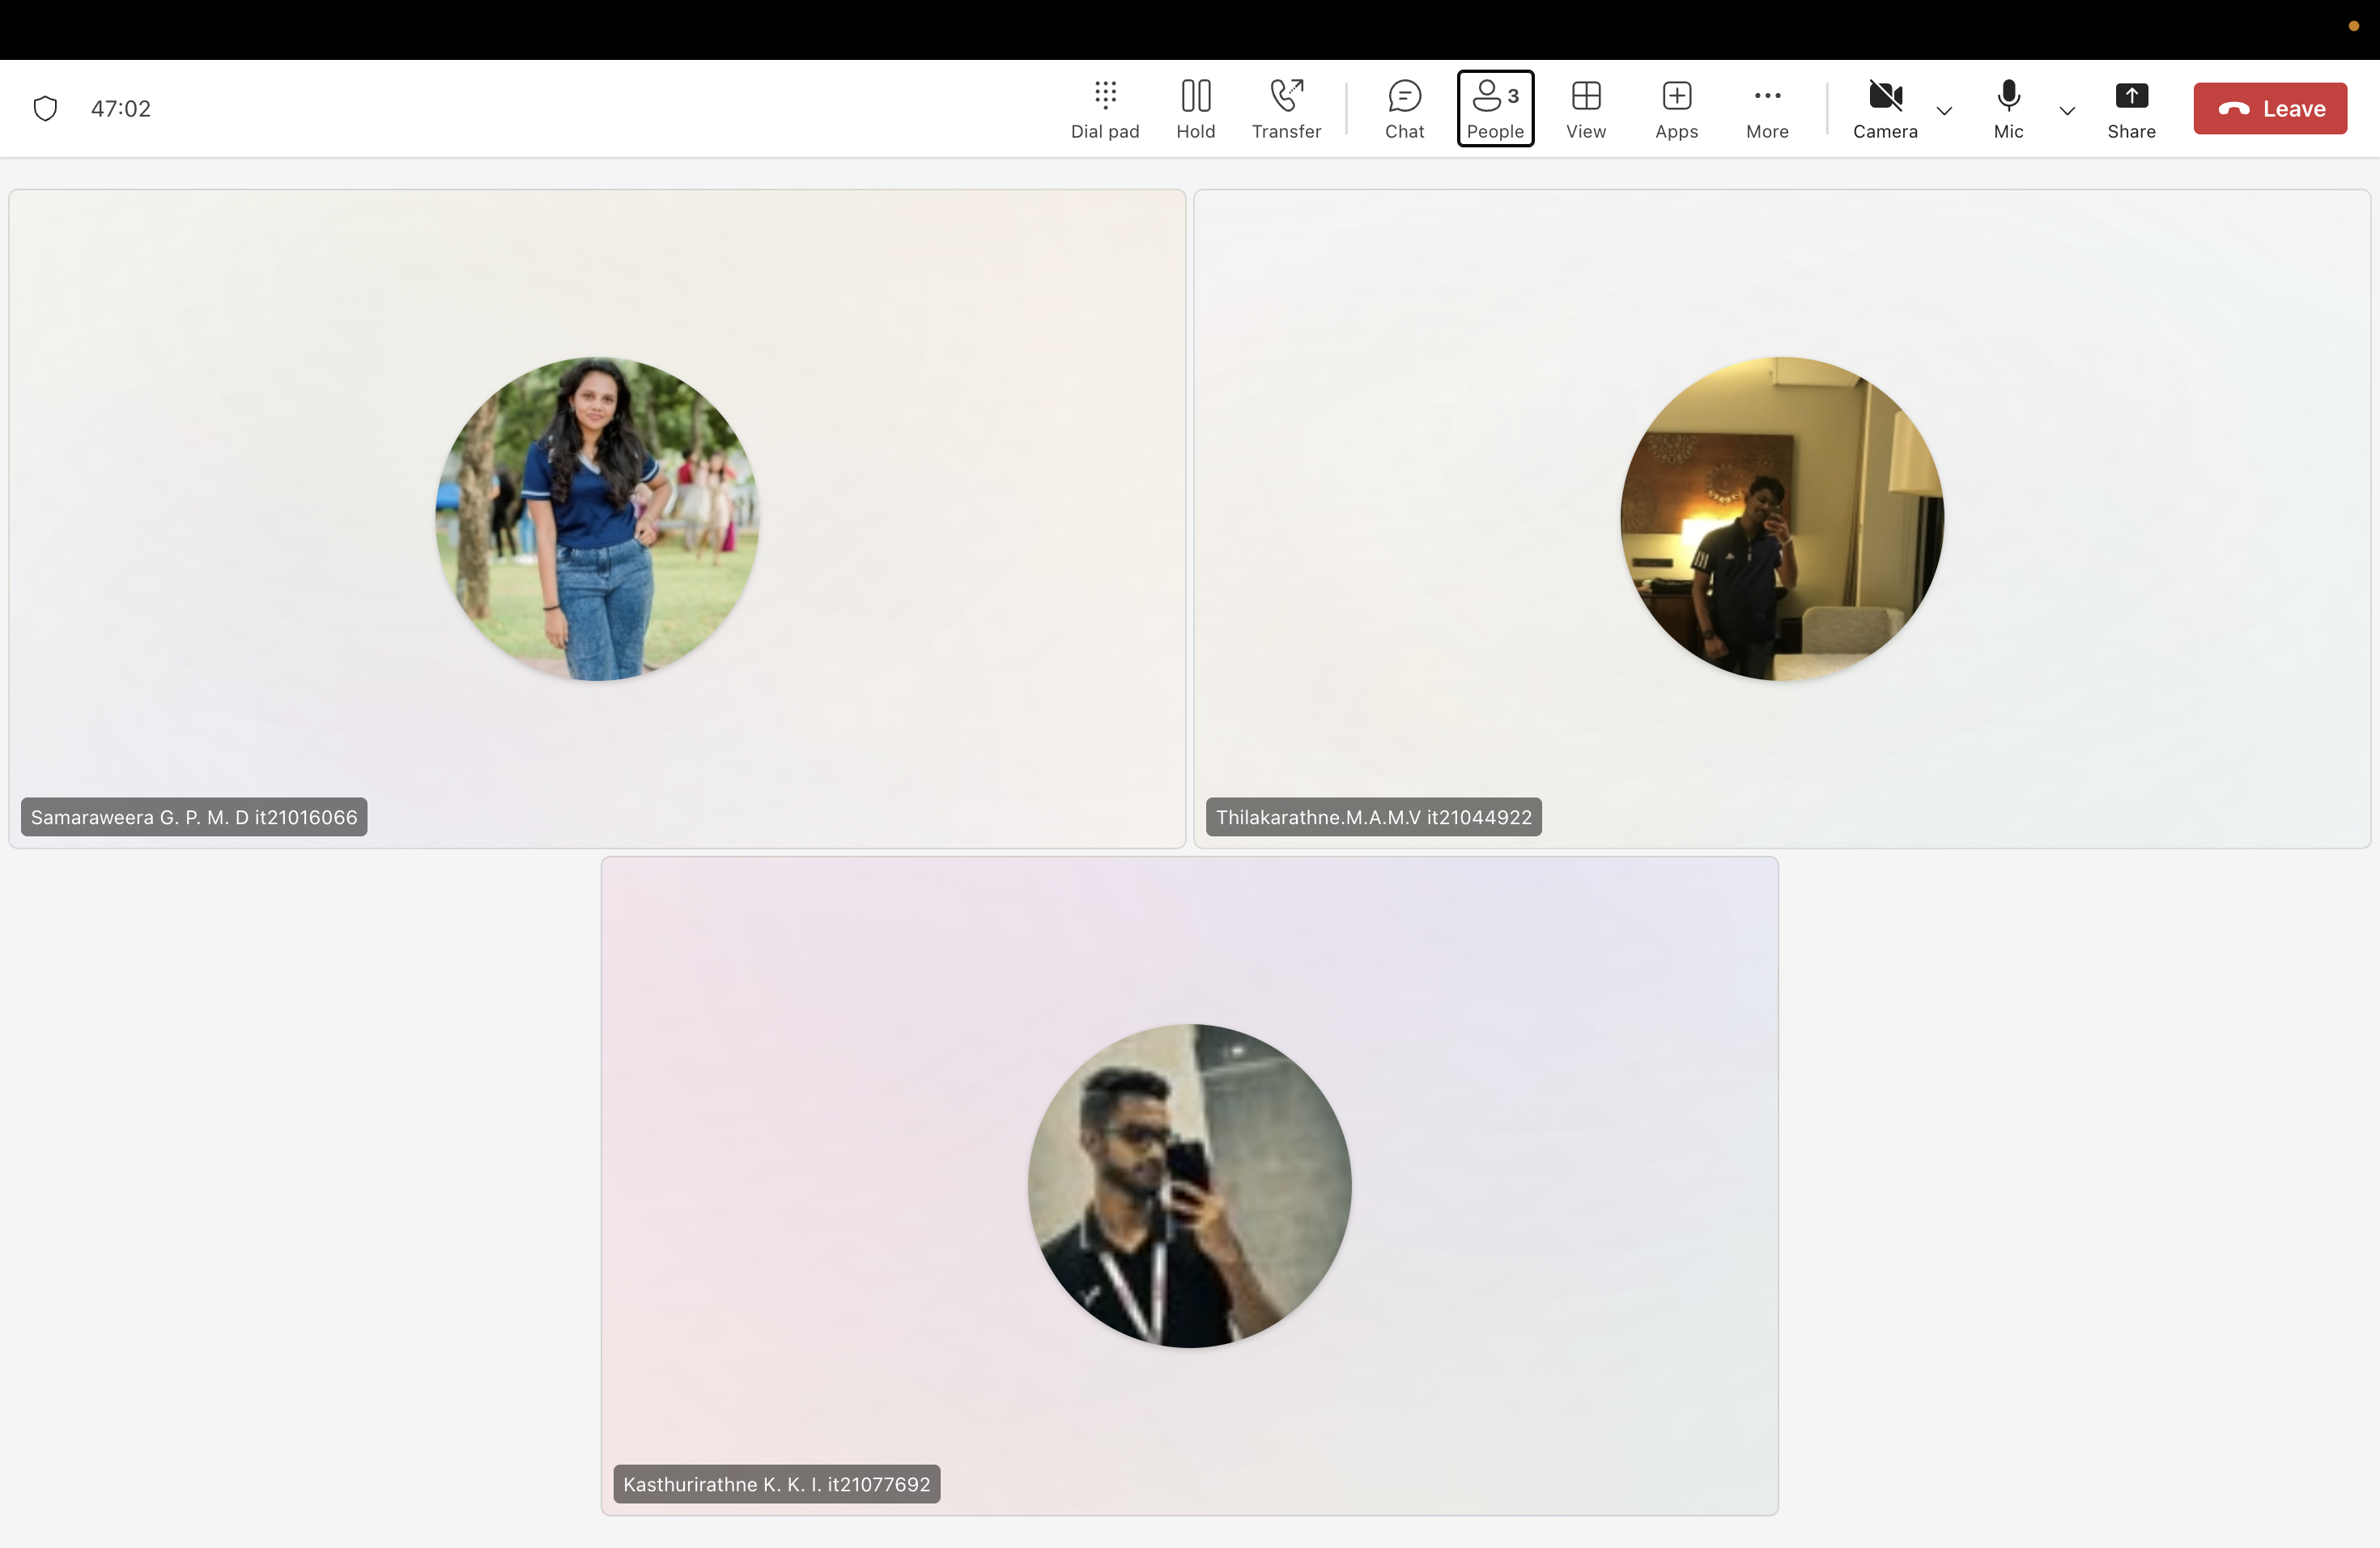 47:02
Dial pad
Hold
Transfer
Chat
3
People
View
Apps
More
Camera
Mic
Share
Leave
Samaraweera G. P. M. D it21016066
Thilakarathne.M.A.M.V it21044922
Kasthurirathne K. K. I. it21077692